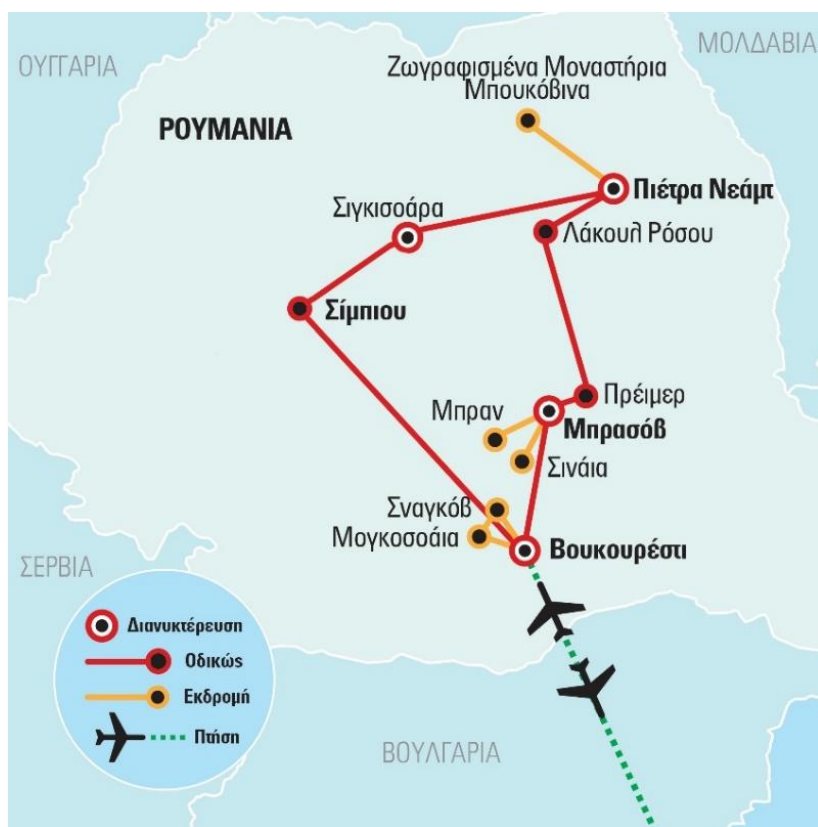 ΟΥΓΓΑΡΙΑ
ΜΟΛΔΑΒΙΑ
Ζωγραφισμένα Μοναστήρια
Μπουκόβινα
ΡΟΥΜΑΝΙΑ
Πιέτρα Νεάμτ
Σιγκισοάρα
Λάκουλ Ρόσου
Σίμπιου
Πρέιμερ
Μπραν
Μπρασόβ
Σινάια
Σναγκόβ
Μογκοσοάια
Βουκουρέστι
ΣΕΡΒΙΑ
Διανυκτέρευση
Οδικώς
Εκδρομή
Πτήση
ΒΟΥΛΓΑΡΙΑ